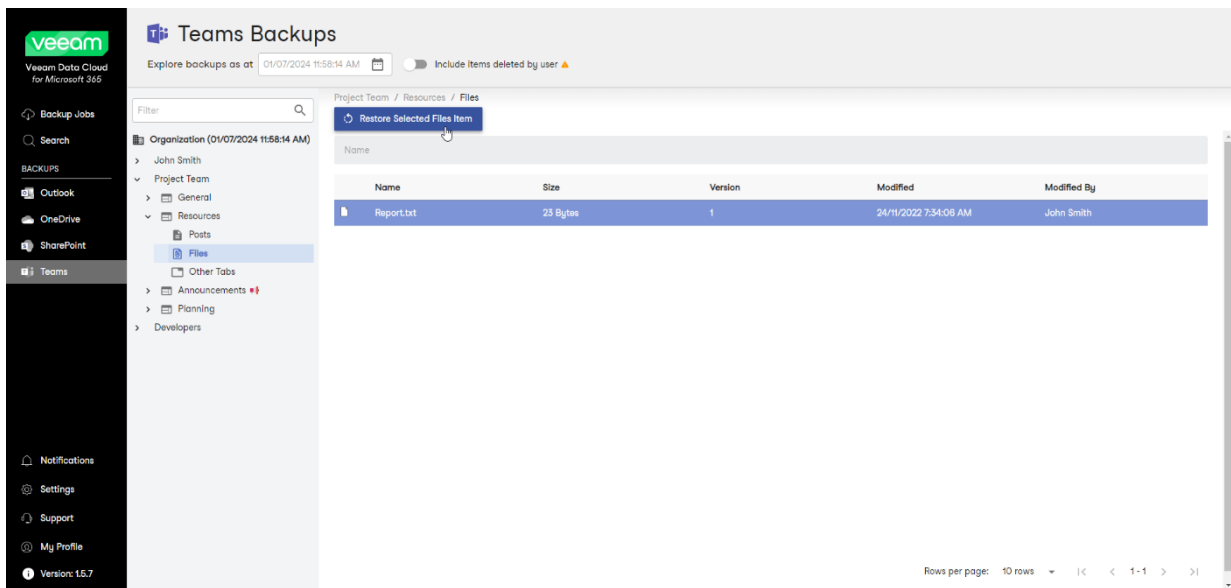 veeam
Veeam Data Cloud
for Microsoft 365
Backup Jobs
Search
BACKUPS
Outlook
OneDrive
SharePoint
Teams
Notifications
Settings
Support
My Profile
Version: 1.5.7
Teams Backups
Explore backups as at 01/07/2024 11:58:14 AM Include items deleted by user
Filter
Organization (01/07/2024 11:58:14 AM)
John Smith
Project Team
General
Resources
Posts
Files
Other Tabs
Announcements
Planning
Developers
Project Team / Resources / Files
Restore Selected Files Item
Name
Name Size Version Modified Modified By
Report.txt 23 Bytes 1 24/11/2022 7:34:06 AM John Smith
Rows per page: 10 rows 1-1